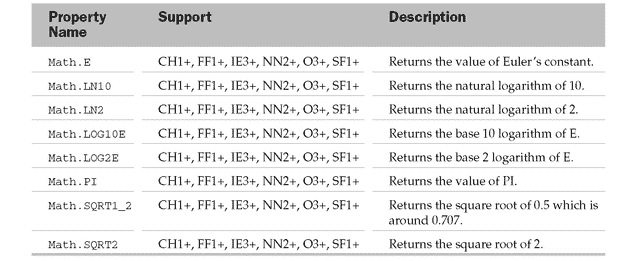 Property Name Support Description
Math.E CH1+, FF1+, IE3+, NN2+, O3+, SF1+ Returns the value of Euler's constant.
Math.LN10 CH1+, FF1+, IE3+, NN2+, O3+, SF1+ Returns the natural logarithm of 10.
Math.LN2 CH1+, FF1+, IE3+, NN2+, O3+, SF1+ Returns the natural logarithm of 2.
Math.LOG10E CH1+, FF1+, IE3+, NN2+, O3+, SF1+ Returns the base 10 logarithm of E.
Math.LOG2E CH1+, FF1+, IE3+, NN2+, O3+, SF1+ Returns the base 2 logarithm of E.
Math.PI CH1+, FF1+, IE3+, NN2+, O3+, SF1+ Returns the value of PI.
Math.SQRT1_2 CH1+, FF1+, IE3+, NN2+, O3+, SF1+ Returns the square root of 0.5 which is
around 0.707.
Math.SQRT2 CH1+, FF1+, IE3+, NN2+, O3+, SF1+ Returns the square root of 2.